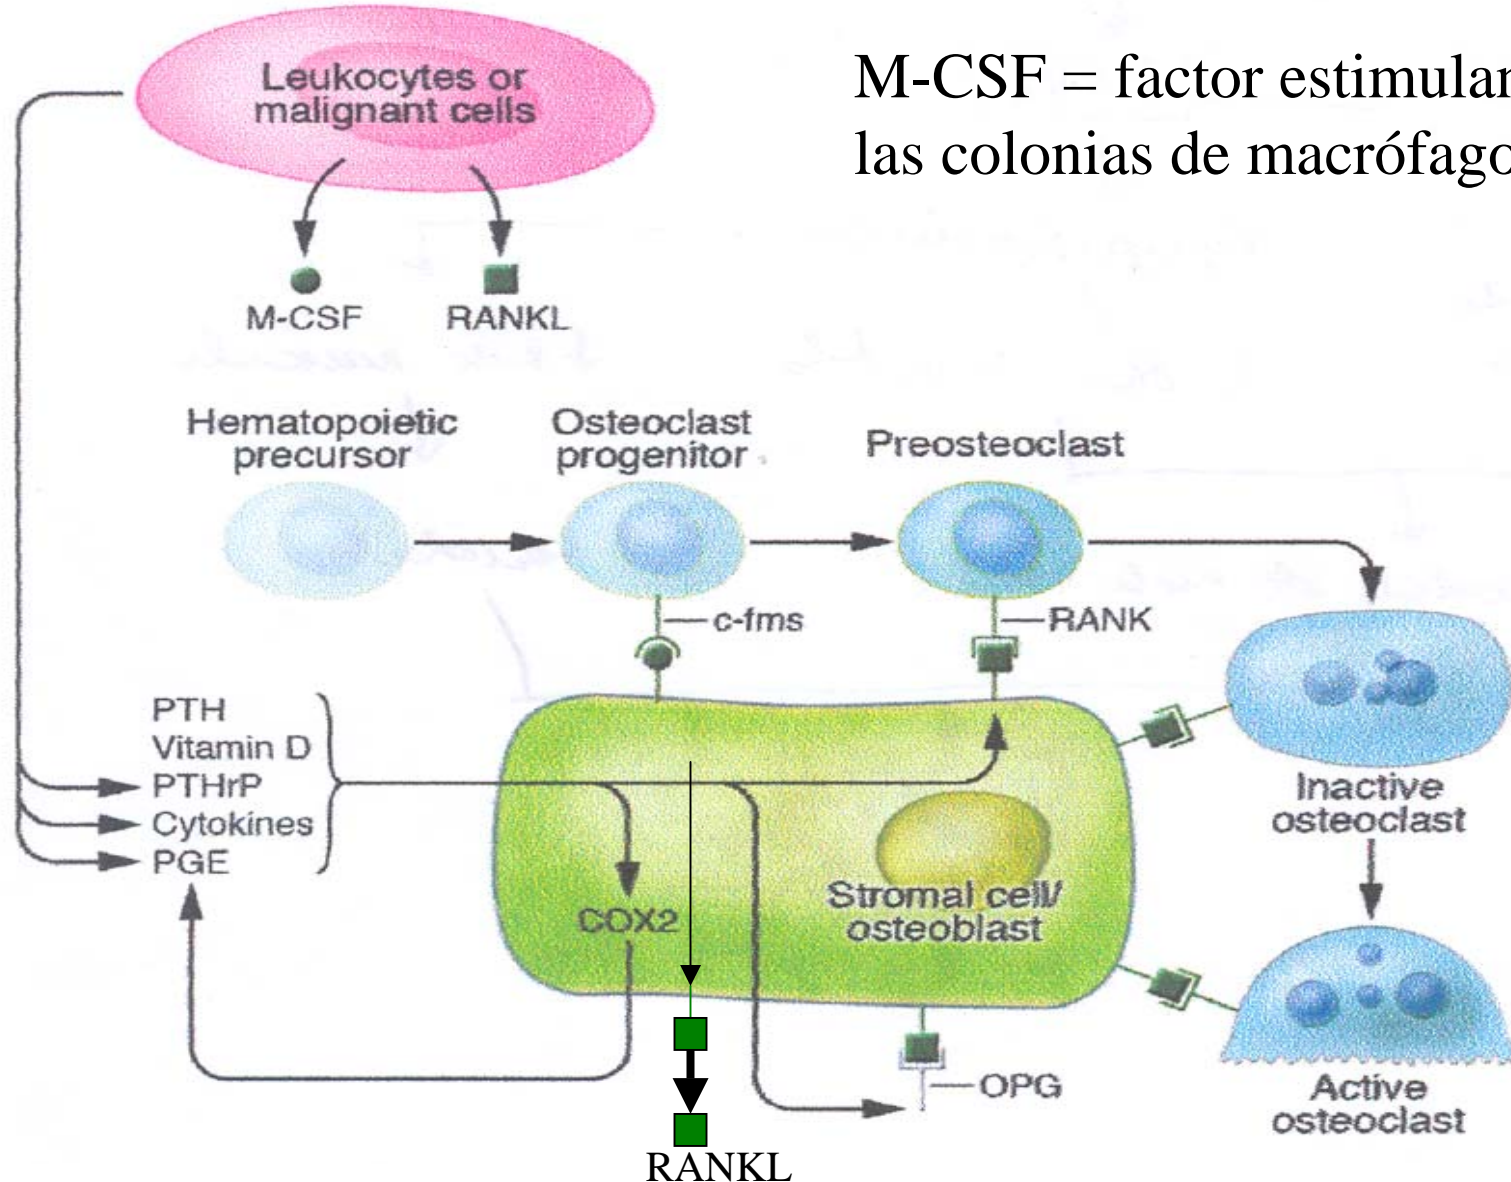 Leukocytes or
malignant cells
M-CSF = factor estimulan
las colonias de macrófago
M-CSF
RANKL
Hematopoietic
precursor
Osteoclast
progenitor
Preosteoclast
c-fms
RANK
PTH
Vitamin D
PTHrP
Cytokines
PGE
Inactive
osteoclast
COX2
Stromal cell/
osteoblast
OPG
Active
osteoclast
RANKL